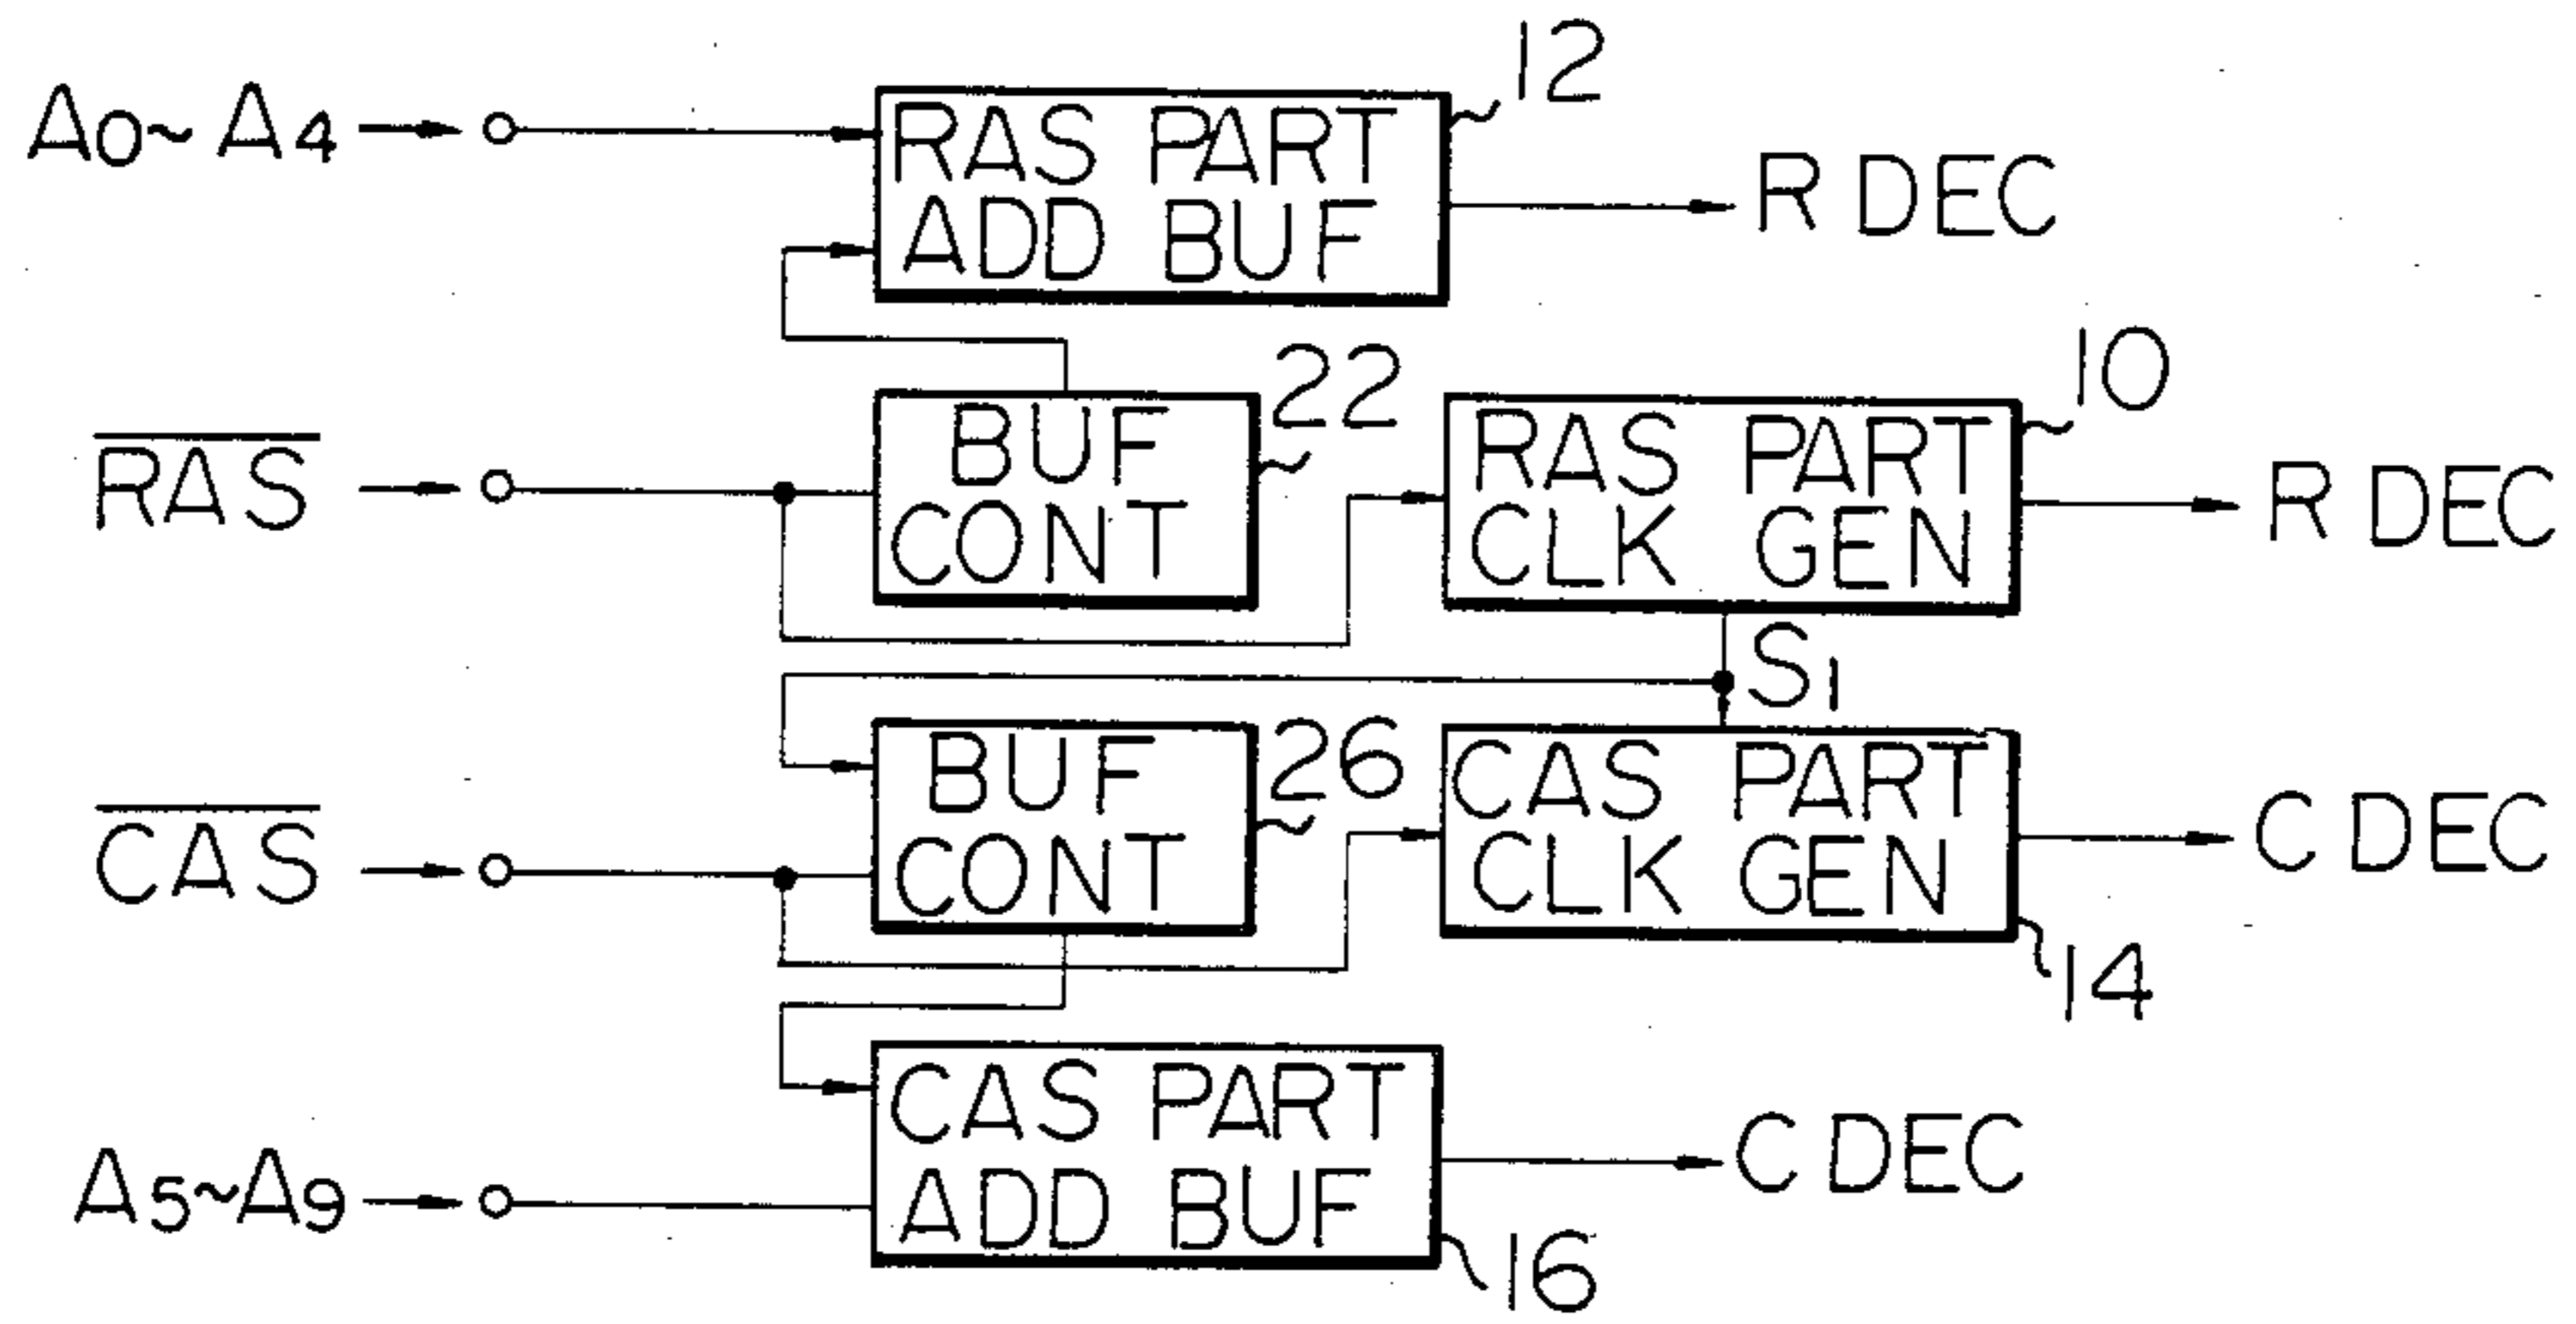 A0~A4
RAS PART
ADD BUF
12
R DEC
RAS
BUF
CONT
22
RAS PART
CLK GEN
10
R DEC
S1
CAS
BUF
CONT
26
CAS PART
CLK GEN
14
C DEC
A5~A9
CAS PART
ADD BUF
16
C DEC